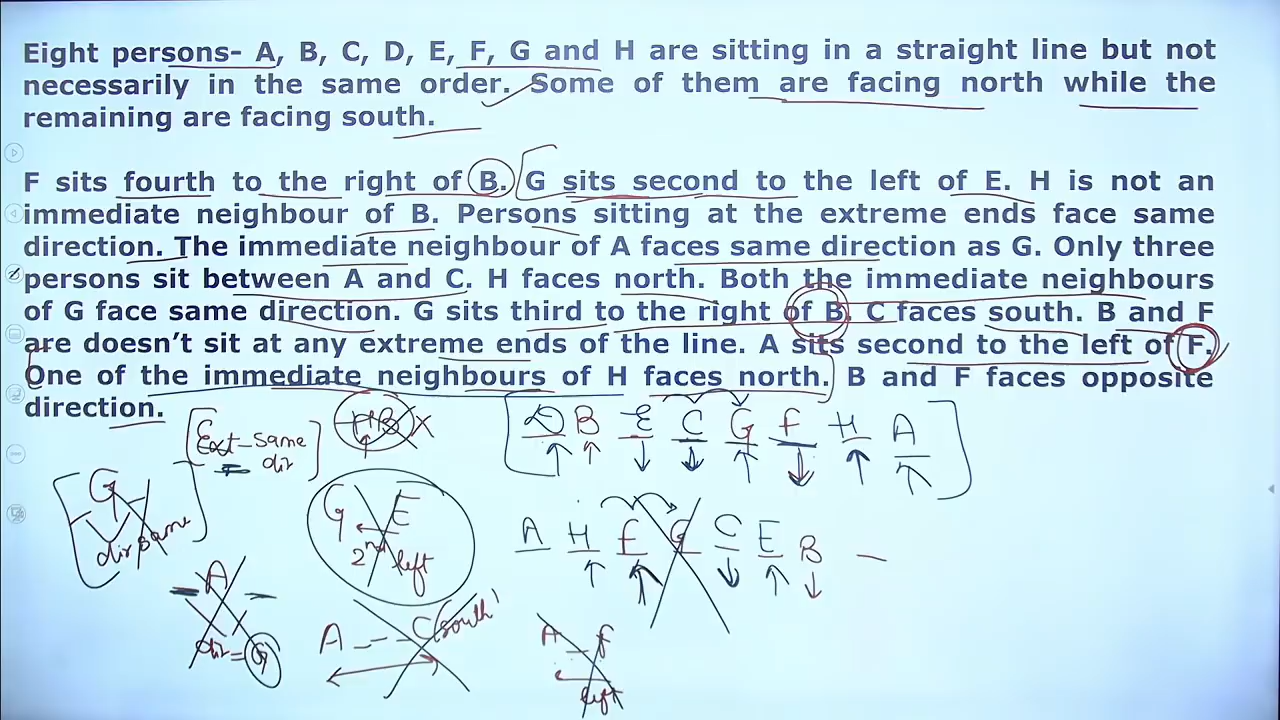 Eight persons- A, B, C, D, E, F, G and H are sitting in a straight line but not
necessarily in the same order. Some of them are facing north while the
remaining are facing south.
F sits fourth to the right of B. G sits second to the left of E. H is not an
immediate neighbour of B. Persons sitting at the extreme ends face same
direction. The immediate neighbour of A faces same direction as G. Only three
persons sit between A and C. H faces north. Both the immediate neighbours
of G face same direction. G sits third to the right of B. C faces south. B and F
are doesn't sit at any extreme ends of the line. A sits second to the left of F.
One of the immediate neighbours of H faces north. B and F faces opposite
direction.
Ext - same
dir
HB
D B E C G F H A
G
dir same
G E
2nd left
A H F G C E B
A
dir = G
A - - - C (south)
A - F
left